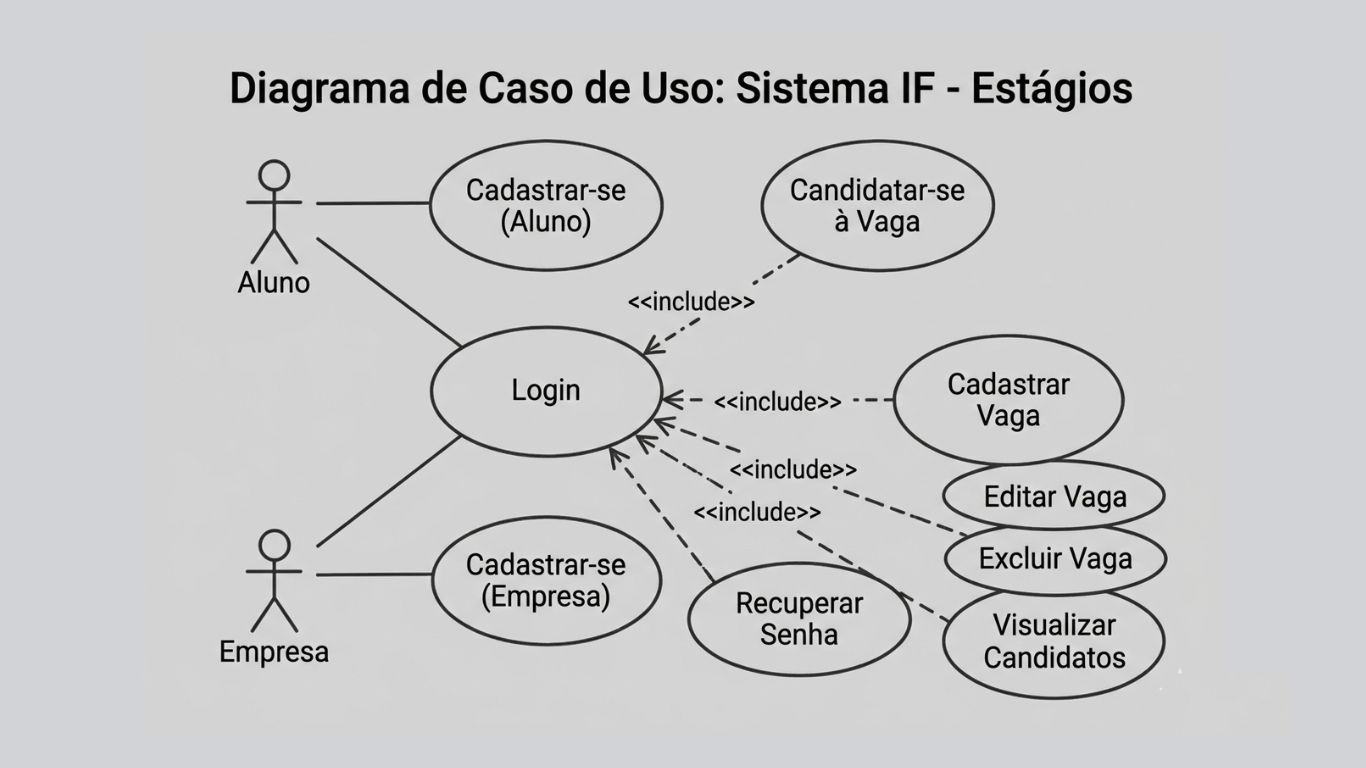 Diagrama de Caso de Uso: Sistema IF - Estágios
Aluno
Cadastrar-se
(Aluno)
Candidatar-se
à Vaga
<<include>>
Login
<<include>>
Cadastrar
Vaga
<<include>>
Editar Vaga
<<include>>
Excluir Vaga
Empresa
Cadastrar-se
(Empresa)
Recuperar
Senha
Visualizar
Candidatos